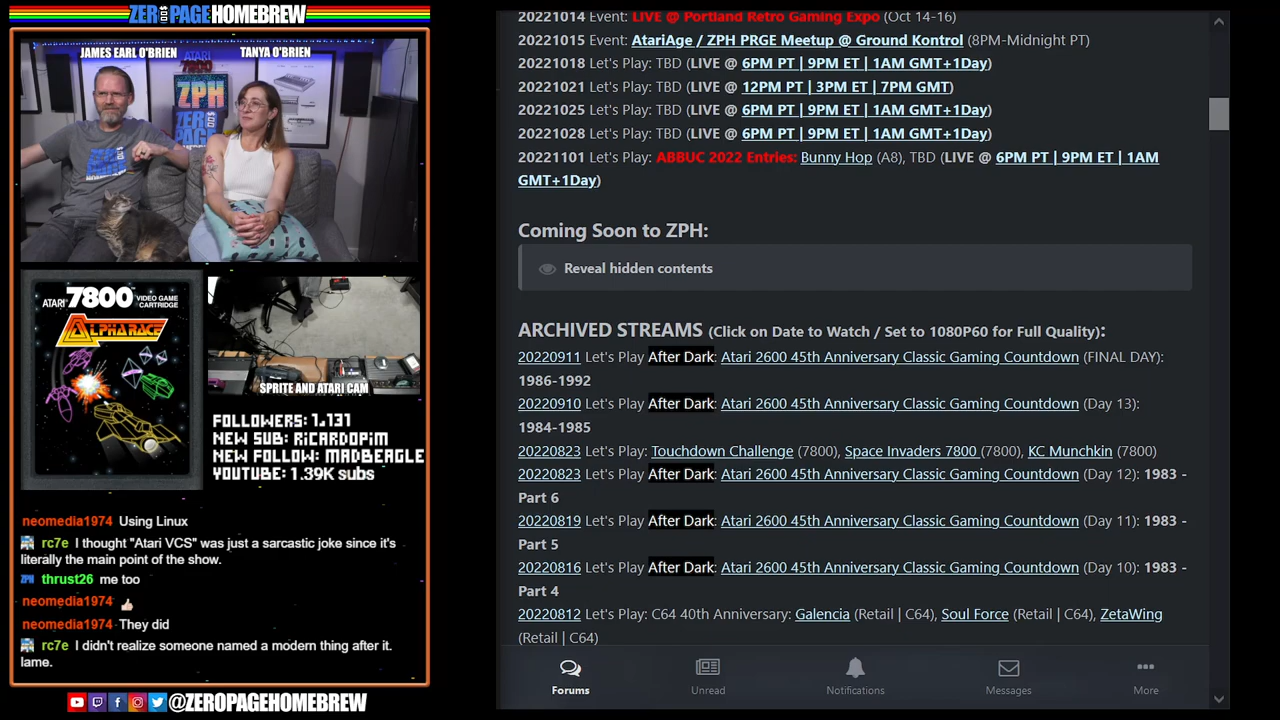 ZERO PAGE HOMEBREW
JAMES EARL O'BRIEN
TANYA O'BRIEN
ATARI
ZPH
ZERO
PAGE
ATARI 7800 VIDEO GAME CARTRIDGE
ALPHA RACE
SPRITE AND ATARI CAM
FOLLOWERS: 1,131
NEW SUB: RICARDOPIM
NEW FOLLOW: MADBEAGLE
YOUTUBE: 1.39K subs
neomedia1974 Using Linux
rc7e I thought "Atari VCS" was just a sarcastic joke since it's
literally the main point of the show.
thrust26 me too
neomedia1974
neomedia1974 They did
rc7e I didn't realize someone named a modern thing after it.
lame.
@ZEROPAGEHOMEBREW
20221014 Event: LIVE @ Portland Retro Gaming Expo (Oct 14-16)
20221015 Event: AtariAge / ZPH PRGE Meetup @ Ground Kontrol (8PM-Midnight PT)
20221018 Let's Play: TBD (LIVE @ 6PM PT | 9PM ET | 1AM GMT+1Day)
20221021 Let's Play: TBD (LIVE @ 12PM PT | 3PM ET | 7PM GMT)
20221025 Let's Play: TBD (LIVE @ 6PM PT | 9PM ET | 1AM GMT+1Day)
20221028 Let's Play: TBD (LIVE @ 6PM PT | 9PM ET | 1AM GMT+1Day)
20221101 Let's Play: ABBUC 2022 Entries: Bunny Hop (A8), TBD (LIVE @ 6PM PT | 9PM ET | 1AM
GMT+1Day)
Coming Soon to ZPH:
Reveal hidden contents
ARCHIVED STREAMS (Click on Date to Watch / Set to 1080P60 for Full Quality):
20220911 Let's Play After Dark: Atari 2600 45th Anniversary Classic Gaming Countdown (FINAL DAY):
1986-1992
20220910 Let's Play After Dark: Atari 2600 45th Anniversary Classic Gaming Countdown (Day 13):
1984-1985
20220823 Let's Play: Touchdown Challenge (7800), Space Invaders 7800 (7800), KC Munchkin (7800)
20220823 Let's Play After Dark: Atari 2600 45th Anniversary Classic Gaming Countdown (Day 12): 1983 -
Part 6
20220819 Let's Play After Dark: Atari 2600 45th Anniversary Classic Gaming Countdown (Day 11): 1983 -
Part 5
20220816 Let's Play After Dark: Atari 2600 45th Anniversary Classic Gaming Countdown (Day 10): 1983 -
Part 4
20220812 Let's Play: C64 40th Anniversary: Galencia (Retail | C64), Soul Force (Retail | C64), ZetaWing
(Retail | C64)
Forums
Unread
Notifications
Messages
More